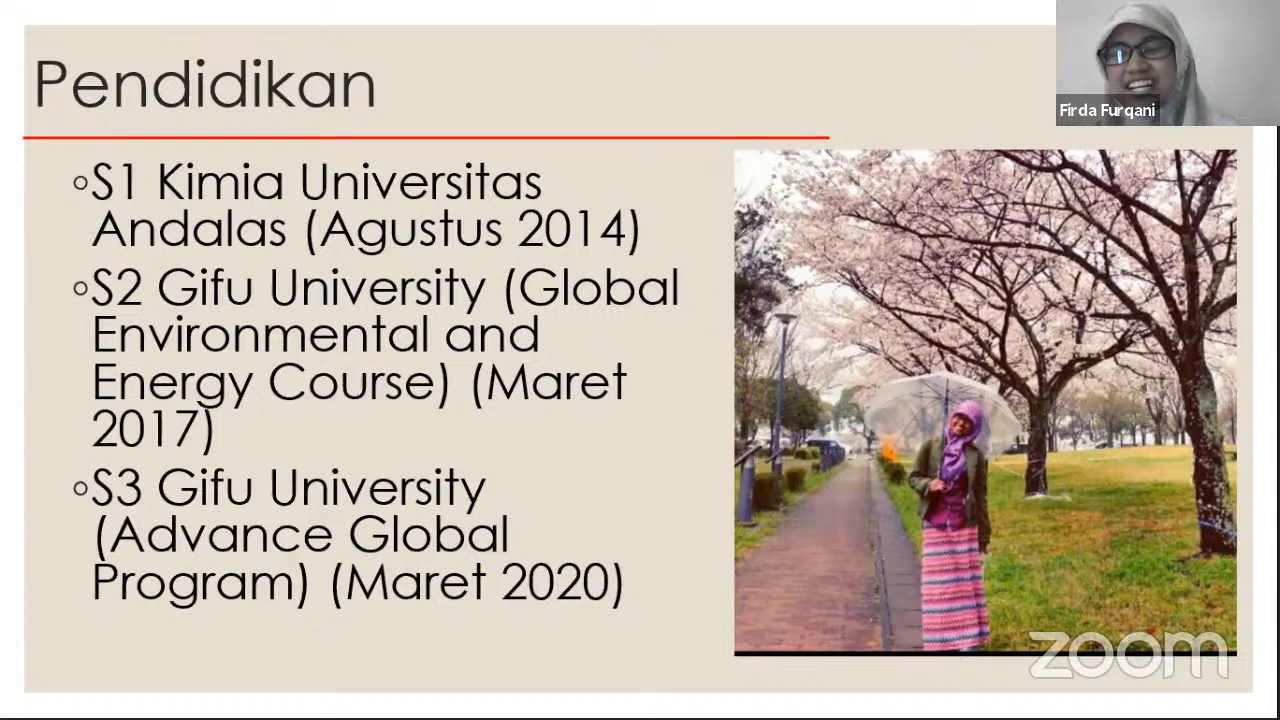 Pendidikan
Firda Furqani
◦S1 Kimia Universitas
Andalas (Agustus 2014)
◦S2 Gifu University (Global
Environmental and
Energy Course) (Maret
2017)
◦S3 Gifu University
(Advance Global
Program) (Maret 2020)
zoom